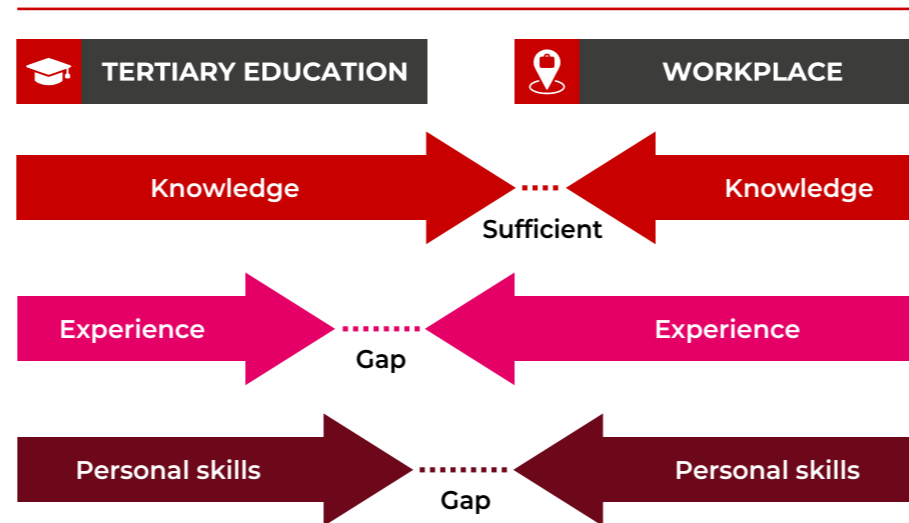 TERTIARY EDUCATION
WORKPLACE
Knowledge
Knowledge
Sufficient
Experience
Experience
Gap
Personal skills
Personal skills
Gap